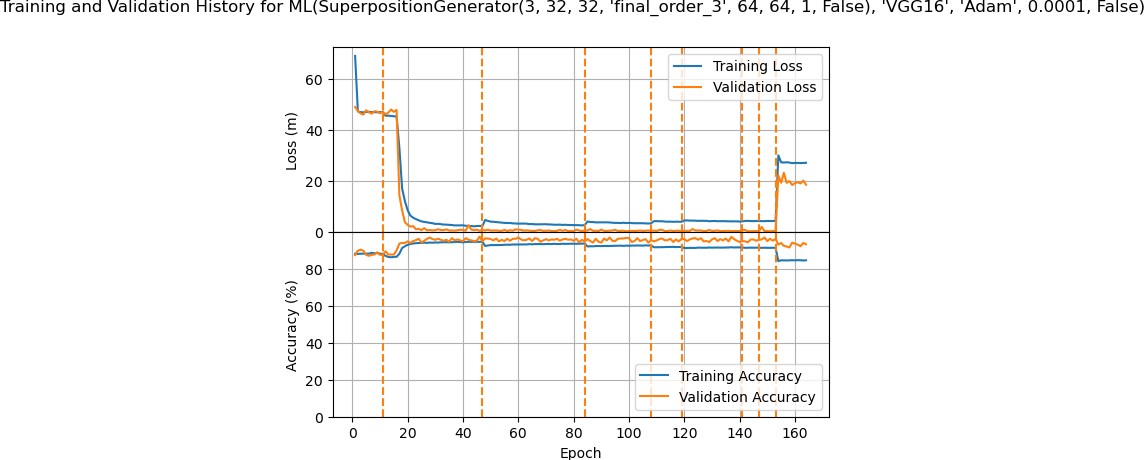 Training and Validation History for ML(SuperpositionGenerator(3, 32, 32, 'final_order_3', 64, 64, 1, False), 'VGG16', 'Adam', 0.0001, False)
Training Loss
Validation Loss
Loss (m)
60
40
20
0
Accuracy (%)
80
60
40
20
0
Training Accuracy
Validation Accuracy
0 20 40 60 80 100 120 140 160
Epoch